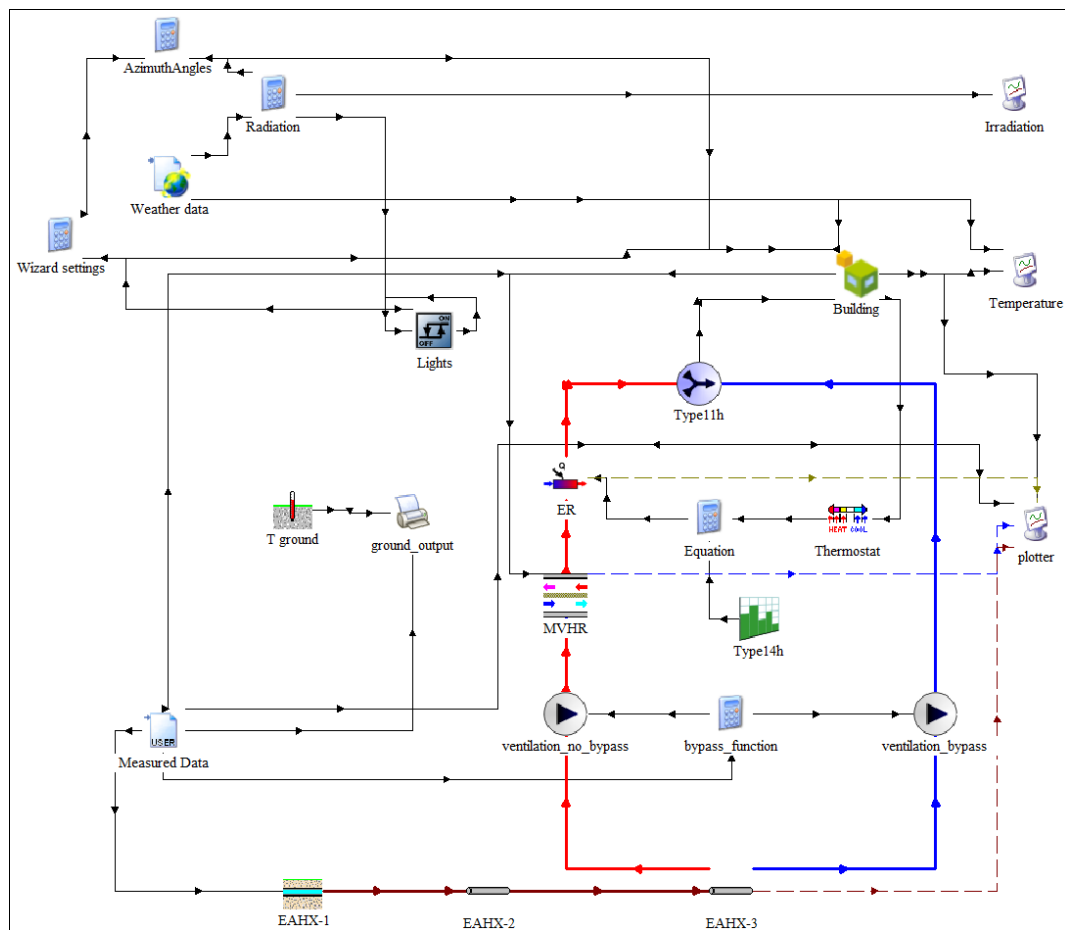 AzimuthAngles
Radiation
Irradiation
Weather data
Wizard settings
Building
Temperature
ON
OFF
Lights
Type11h
Q
ER
T ground
ground_output
Equation
HEAT COOL
Thermostat
plotter
MVHR
Type14h
USER
Measured Data
ventilation_no_bypass
bypass_function
ventilation_bypass
EAHX-1
EAHX-2
EAHX-3